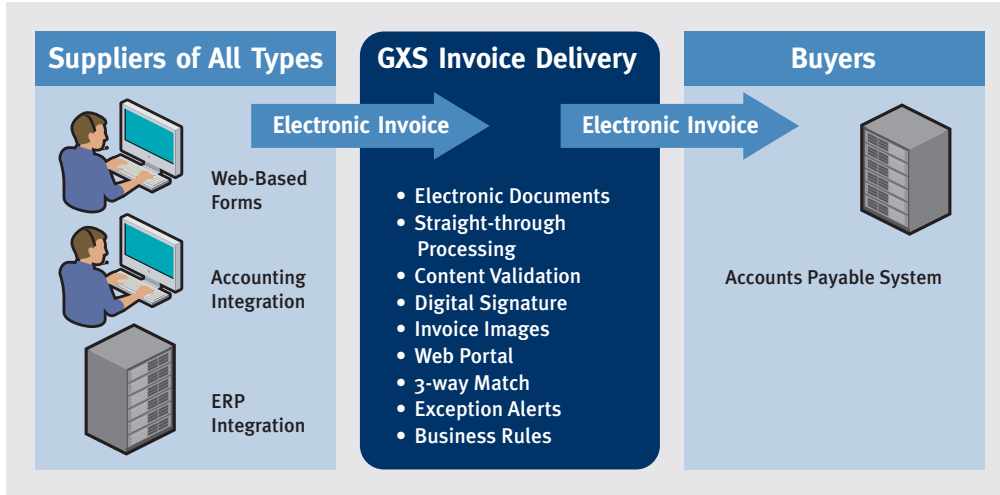 Suppliers of All Types
Electronic Invoice
Web-Based
Forms
Accounting
Integration
ERP
Integration
GXS Invoice Delivery
Electronic Invoice
• Electronic Documents
• Straight-through
Processing
• Content Validation
• Digital Signature
• Invoice Images
• Web Portal
• 3-way Match
• Exception Alerts
• Business Rules
Buyers
Accounts Payable System